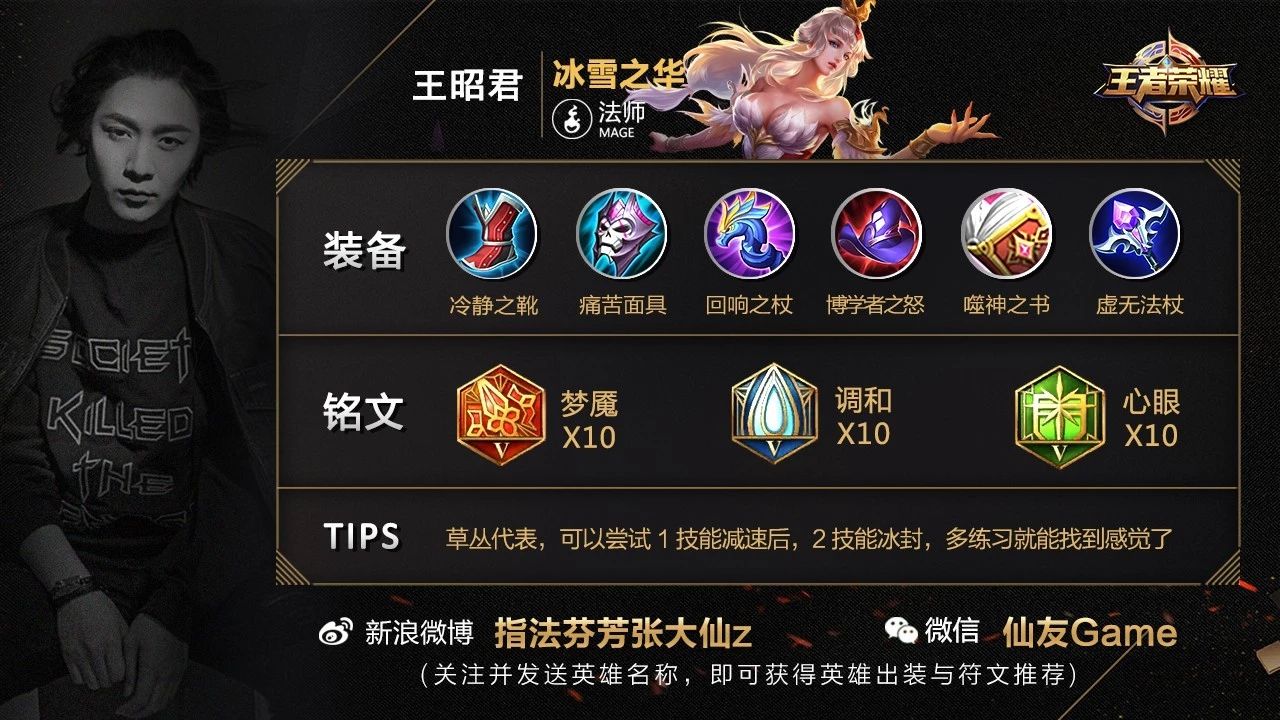 王昭君
冰雪之华
法师
MAGE
王者荣耀
装备
冷静之靴
痛苦面具
回响之杖
博学者之怒
噬神之书
虚无法杖
铭文
V
梦魇
X10
V
调和
X10
V
心眼
X10
TIPS
草丛代表，可以尝试 1 技能减速后，2 技能冰封，多练习就能找到感觉了
新浪微博 指法芬芳张大仙z
微信 仙友Game
(关注并发送英雄名称，即可获得英雄出装与符文推荐)
KILLED
THE